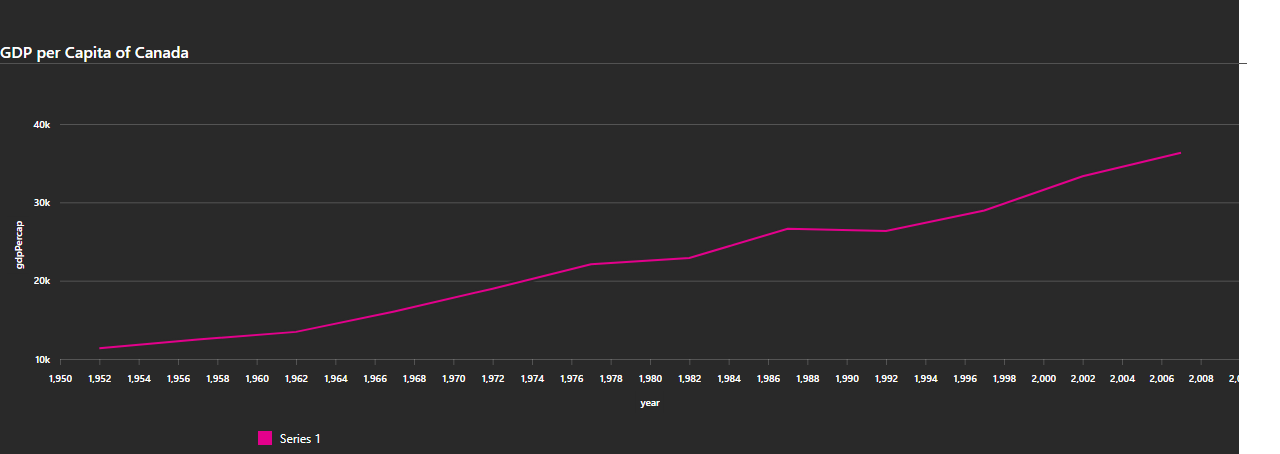 GDP per Capita of Canada
40k
30k
20k
10k
gdpPercap
1,950 1,952 1,954 1,956 1,958 1,960 1,962 1,964 1,966 1,968 1,970 1,972 1,974 1,976 1,978 1,980 1,982 1,984 1,986 1,988 1,990 1,992 1,994 1,996 1,998 2,000 2,002 2,004 2,006 2,008
year
Series 1